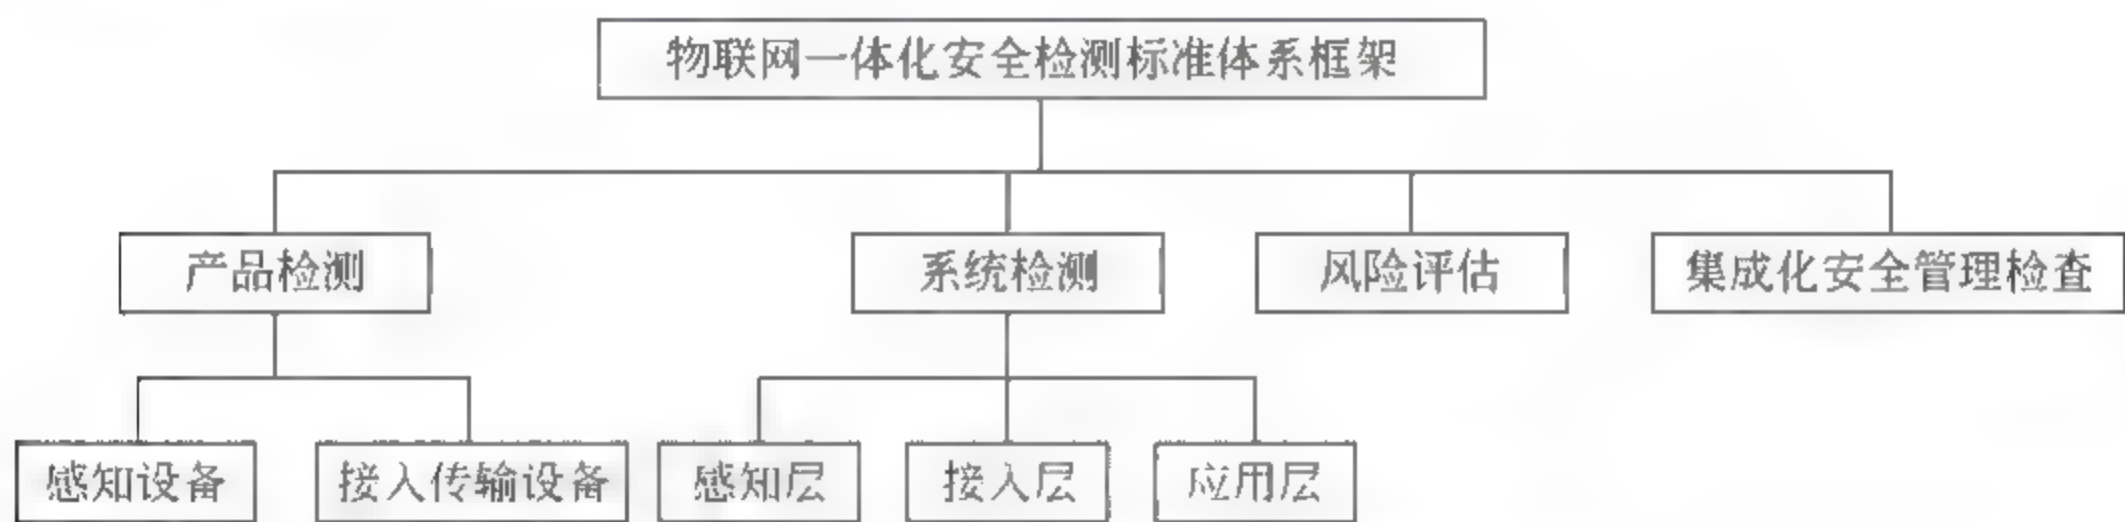 物联网一体化安全检测标准体系框架
产品检测
系统检测
风险评估
集成化安全管理检查
感知设备
接入传输设备
感知层
接入层
应用层